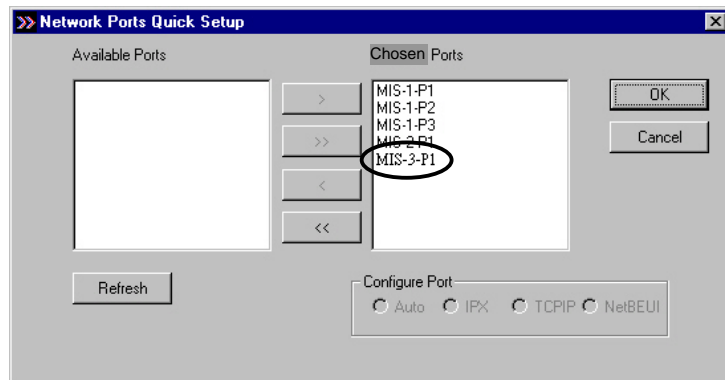 Network Ports Quick Setup
Available Ports
Chosen Ports
>
>>
<
<<
MIS-1-P1
MIS-1-P2
MIS-1-P3
MIS-2-P1
MIS-3-P1
OK
Cancel
Refresh
Configure Port
Auto IPX TCPIP NetBEUI